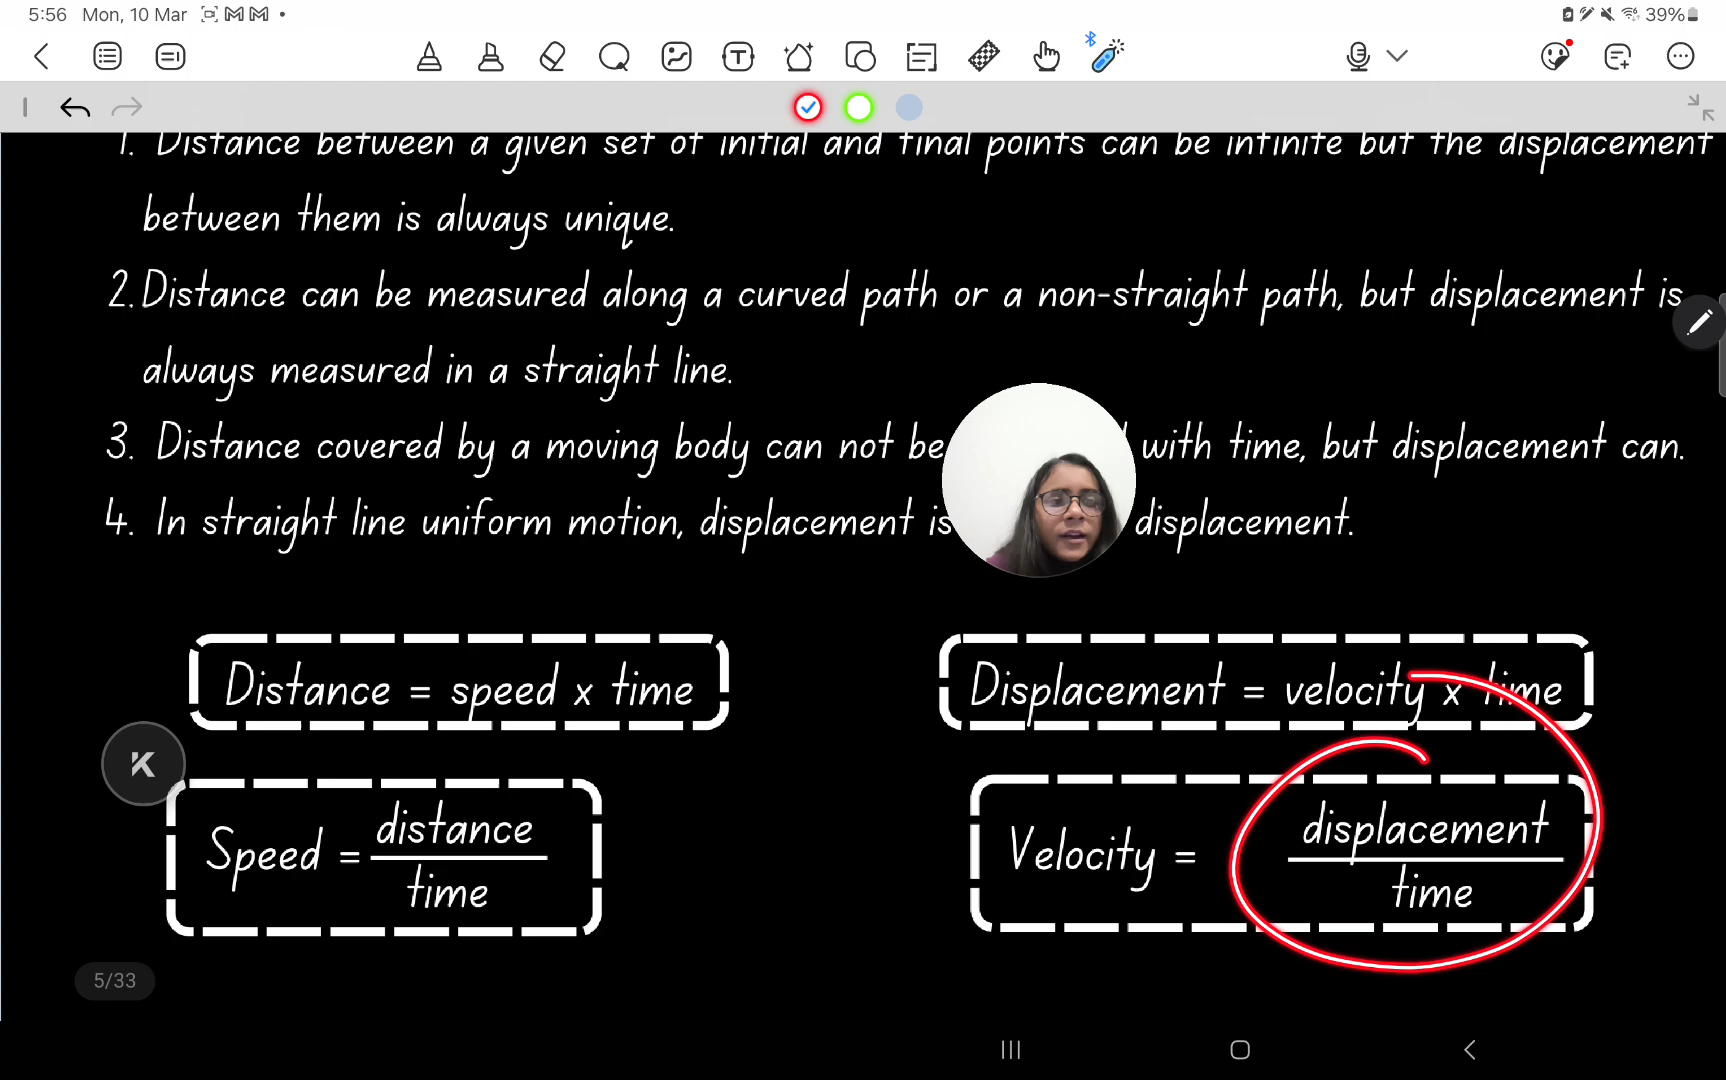 5:56 Mon, 10 Mar
39%
1. Distance between a given set of initial and final points can be infinite but the displacement
between them is always unique.
2. Distance can be measured along a curved path or a non-straight path, but displacement is
always measured in a straight line.
3. Distance covered by a moving body can not be with time, but displacement can.
4. In straight line uniform motion, displacement is displacement.
Distance = speed x time
Displacement = velocity x time
K
Speed = distance
time
Velocity = displacement
time
5/33